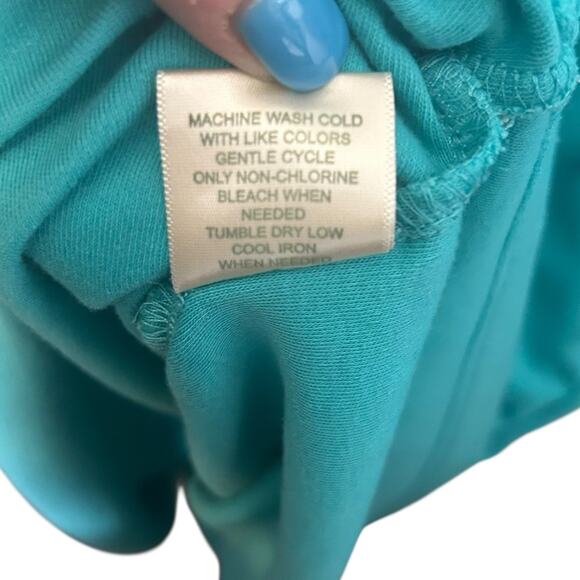 MACHINE WASH COLD
WITH LIKE COLORS
GENTLE CYCLE
ONLY NON-CHLORINE
BLEACH WHEN
NEEDED
TUMBLE DRY LOW
COOL IRON
WHEN NEEDED